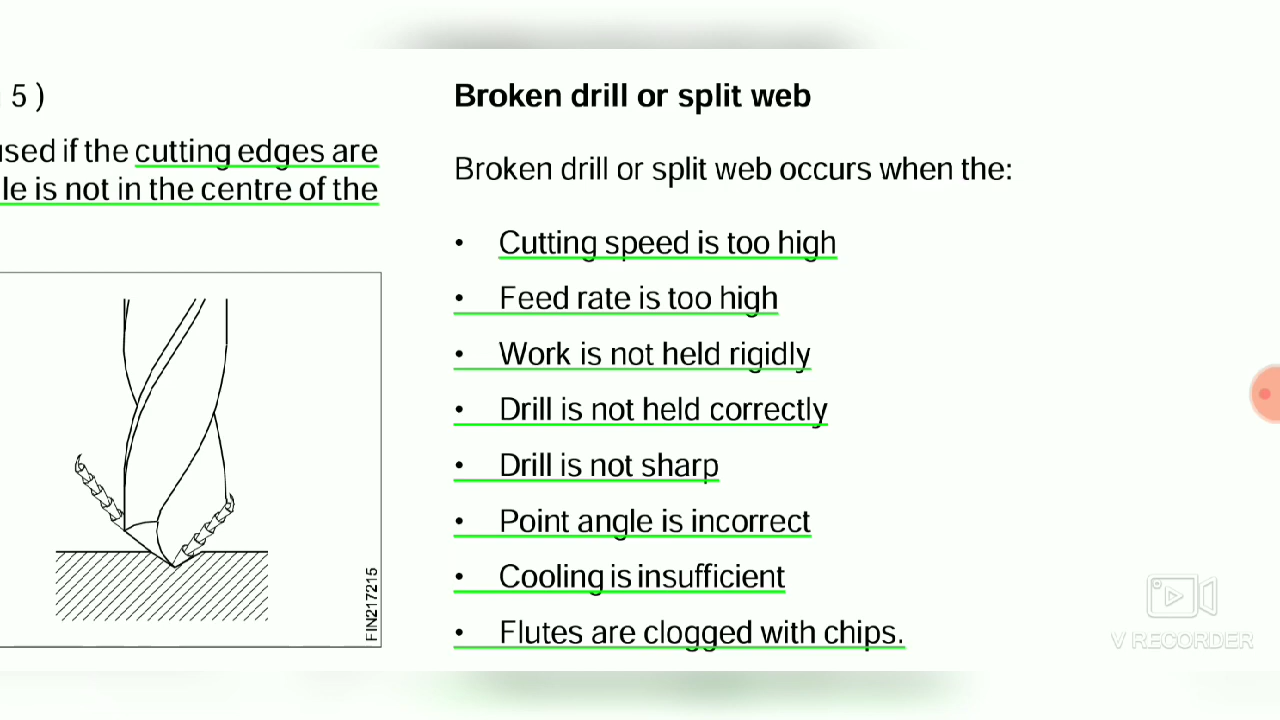 5 )
used if the cutting edges are
le is not in the centre of the
FIN217215
Broken drill or split web
Broken drill or split web occurs when the:
• Cutting speed is too high
• Feed rate is too high
• Work is not held rigidly
• Drill is not held correctly
• Drill is not sharp
• Point angle is incorrect
• Cooling is insufficient
• Flutes are clogged with chips.
V RECORDER